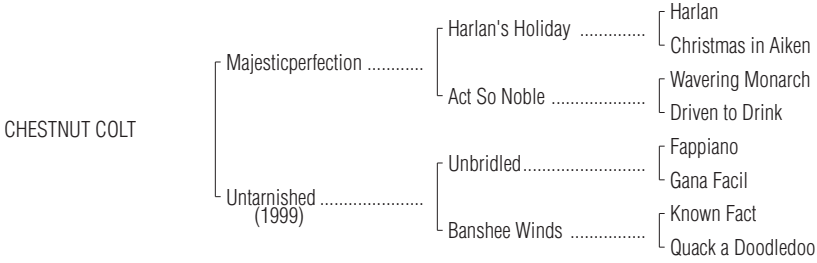 Harlan
Harlan's Holiday ..............
Christmas in Aiken
Majesticperfection ............
Wavering Monarch
Act So Noble ....................
Driven to Drink
CHESTNUT COLT
Fappiano
Unbridled..........................
Gana Facil
Untarnished ......................
(1999)
Known Fact
Banshee Winds ................
Quack a Doodledoo